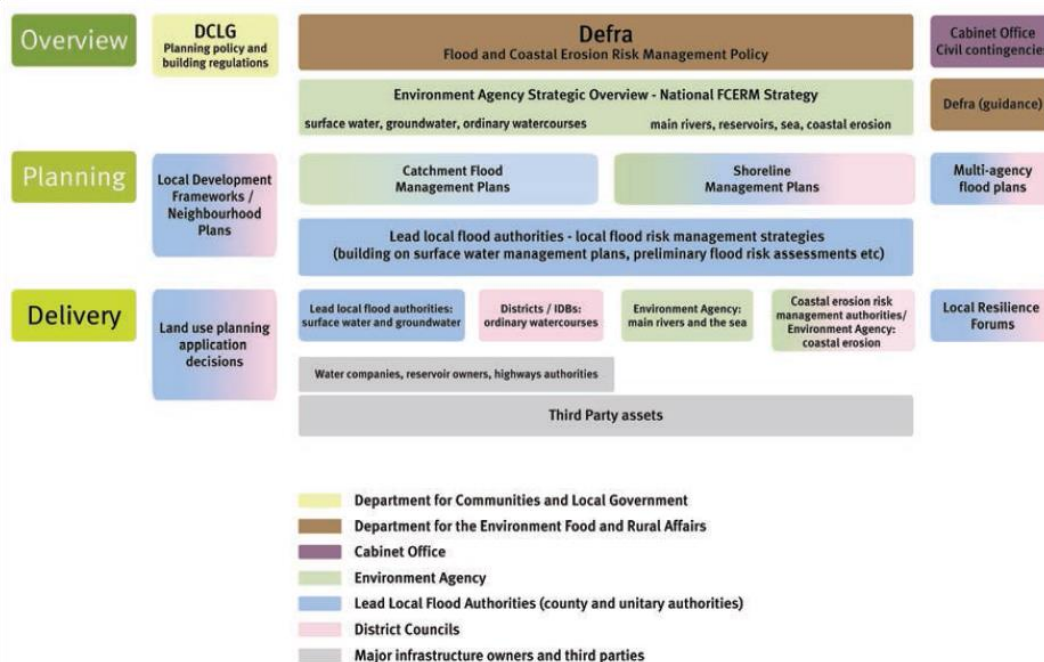 Overview
DCLG
Planning policy and
building regulations
Defra
Flood and Coastal Erosion Risk Management Policy
Cabinet Office
Civil contingencies
Environment Agency Strategic Overview - National FCERM Strategy
surface water, groundwater, ordinary watercourses
main rivers, reservoirs, sea, coastal erosion
Defra (guidance)
Planning
Local Development
Frameworks /
Neighbourhood
Plans
Catchment Flood
Management Plans
Shoreline
Management Plans
Multi-agency
flood plans
Lead local flood authorities - local flood risk management strategies
(building on surface water management plans, preliminary flood risk assessments etc)
Delivery
Land use planning
application
decisions
Lead local flood authorities:
surface water and groundwater
Districts / IDBs:
ordinary watercourses
Environment Agency:
main rivers and the sea
Coastal erosion risk
management authorities/
Environment Agency:
coastal erosion
Local Resilience
Forums
Water companies, reservoir owners, highways authorities
Third Party assets
Department for Communities and Local Government
Department for the Environment Food and Rural Affairs
Cabinet Office
Environment Agency
Lead Local Flood Authorities (county and unitary authorities)
District Councils
Major infrastructure owners and third parties